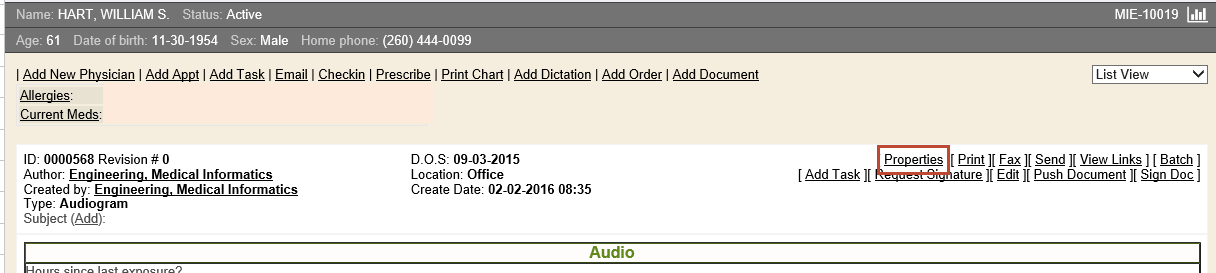 Name: HART, WILLIAM S. Status: Active MIE-10019
Age: 61 Date of birth: 11-30-1954 Sex: Male Home phone: (260) 444-0099
| Add New Physician | Add Appt | Add Task | Email | Checkin | Prescribe | Print Chart | Add Dictation | Add Order | Add Document List View
Allergies:
Current Meds:
ID: 0000568 Revision # 0 D.O.S: 09-03-2015 Properties [ Print ][ Fax ][ Send ][ View Links ] [ Batch ]
Author: Engineering, Medical Informatics Location: Office [ Add Task ][ Request Signature ][ Edit ][ Push Document ][ Sign Doc ]
Created by: Engineering, Medical Informatics Create Date: 02-02-2016 08:35
Type: Audiogram
Subject (Add):
Audio
Hours since last exposure?